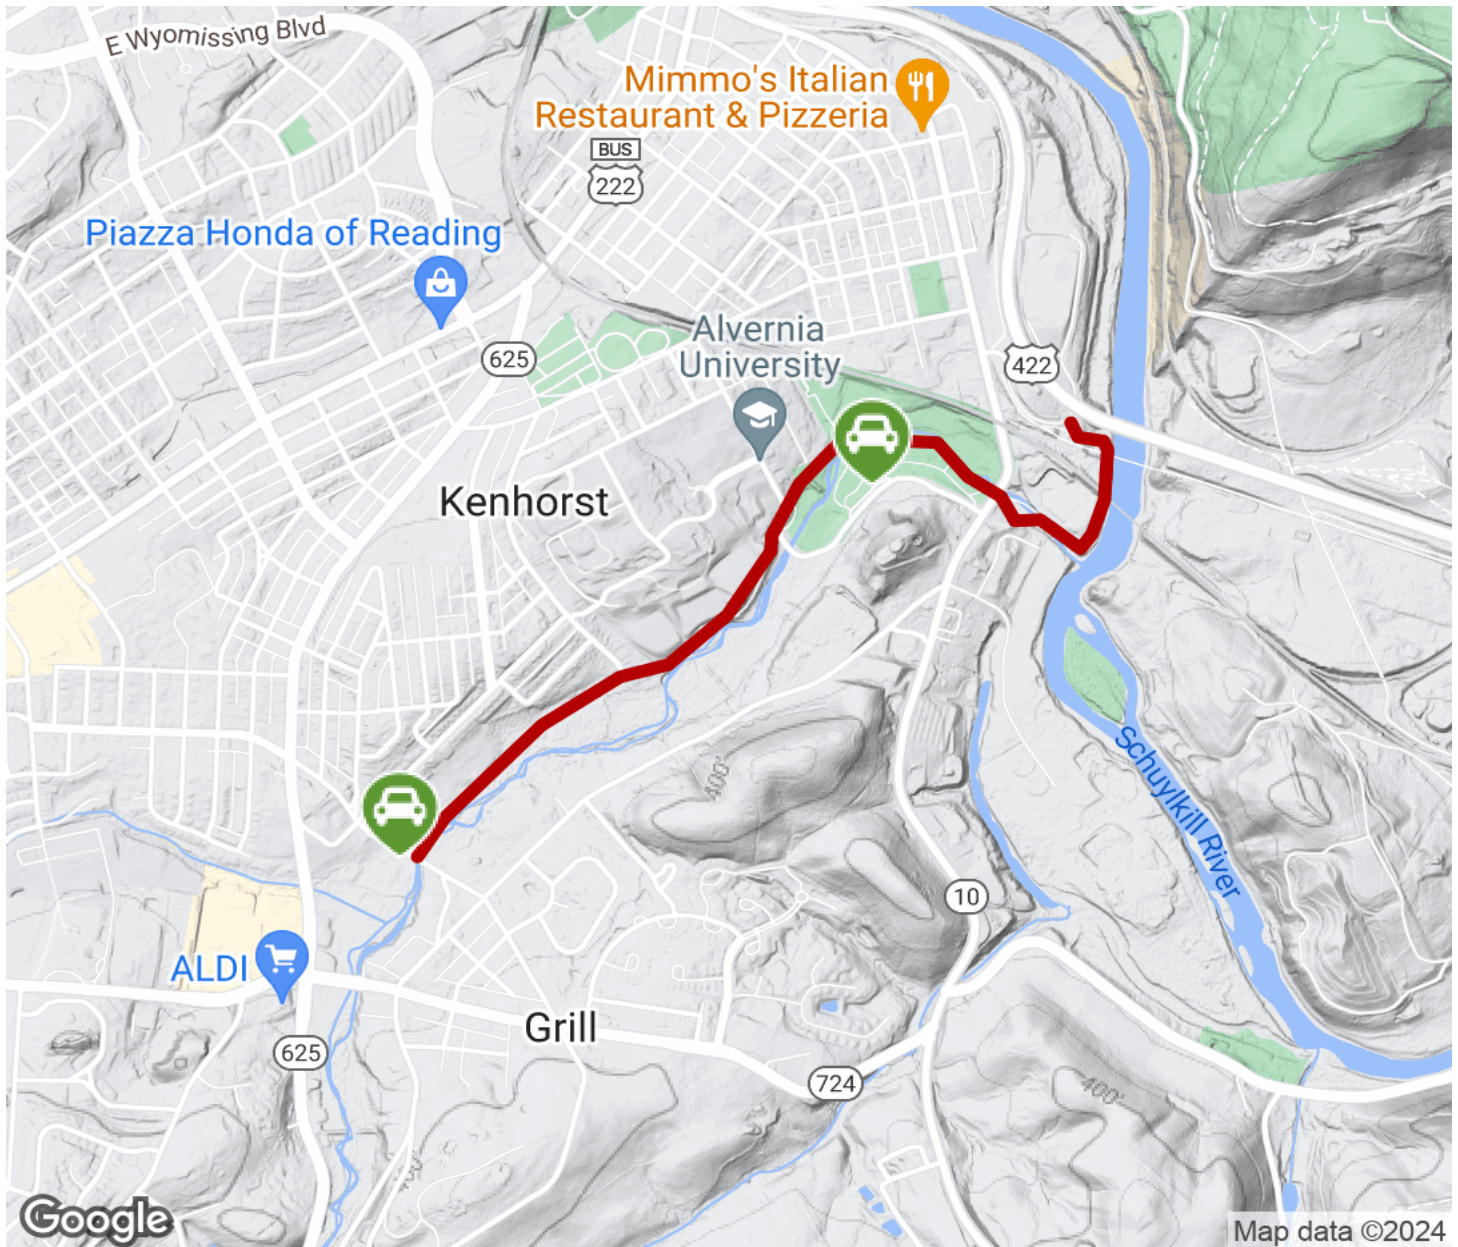 E Wyomissing Blvd
Mimmo's Italian
Restaurant & Pizzeria
BUS
222
Piazza Honda of Reading
Alvernia
University
625
422
Kenhorst
400'
Schuylkill River
10
ALDI
Grill
625
724
400'
Google
Map data ©2024